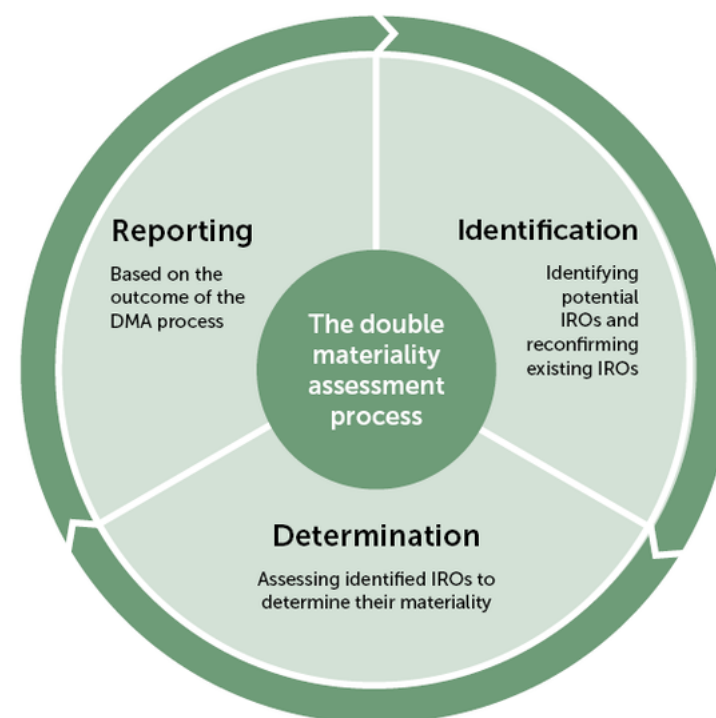 The double
materiality
assessment
process
Identification
Identifying
potential
IROs and
reconfirming
existing IROs
Determination
Assessing identified IROs to
determine their materiality
Reporting
Based on the
outcome of the
DMA process